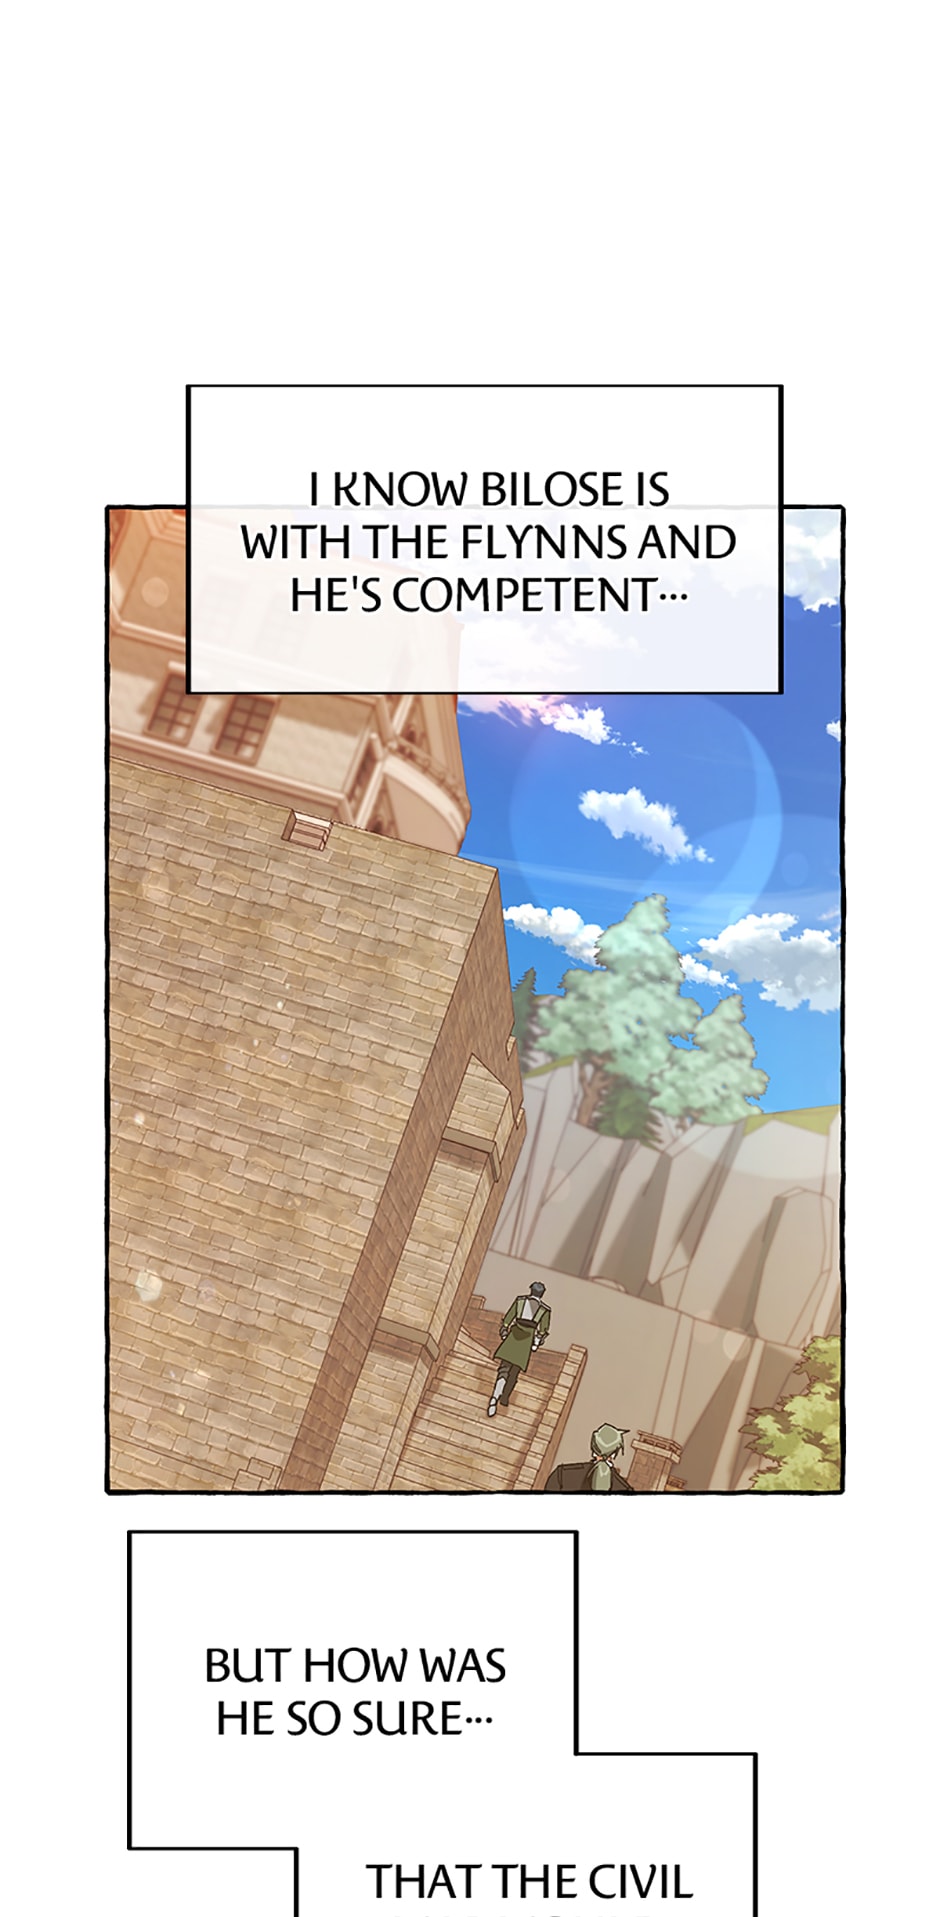 I KNOW BILOSE IS
WITH THE FLYNNS AND
HE'S COMPETENT···
BUT HOW WAS
HE SO SURE···
THAT THE CIVIL